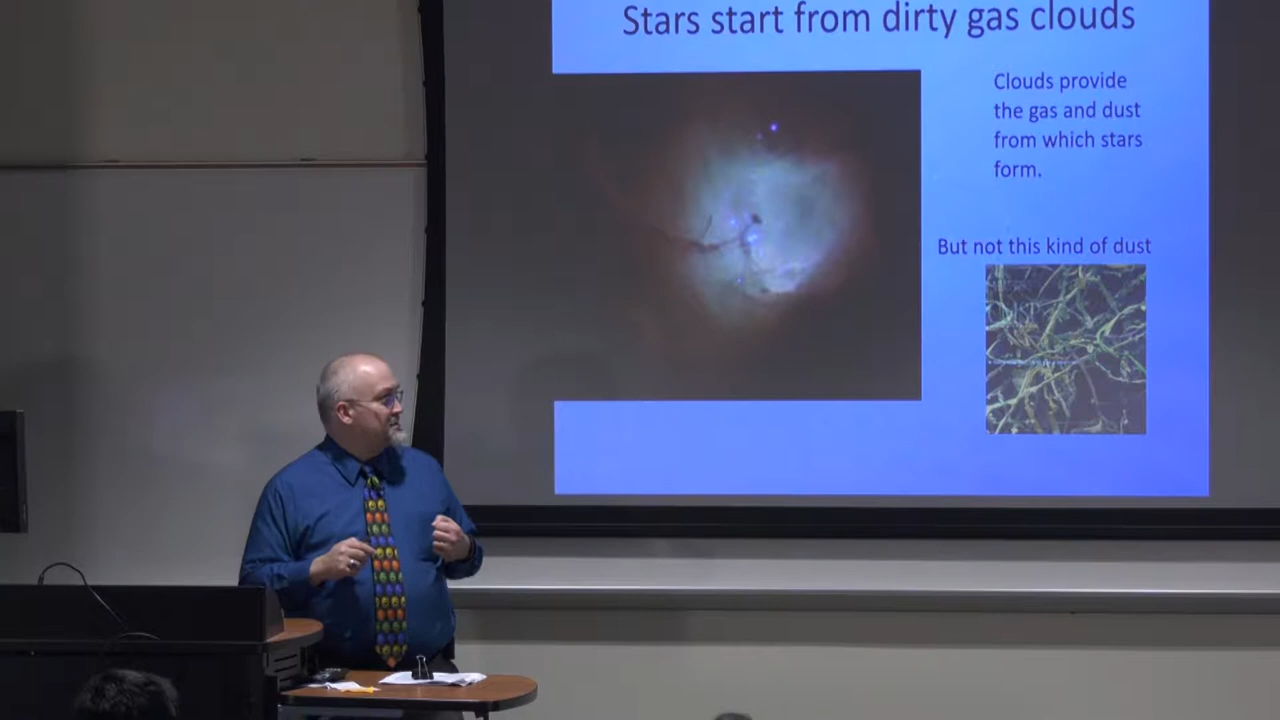 Stars start from dirty gas clouds
Clouds provide
the gas and dust
from which stars
form.
But not this kind of dust